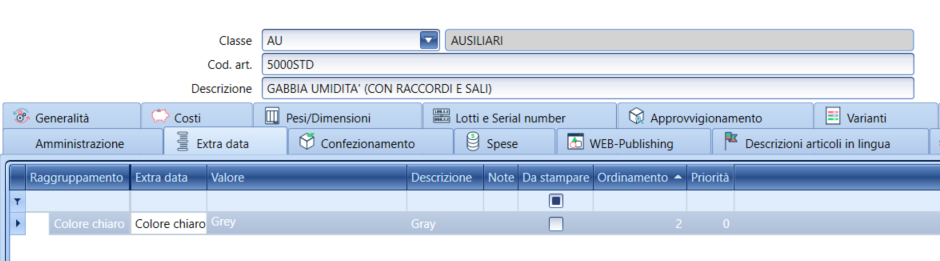 Classe AU AUSILIARI
Cod. art. 5000STD
Descrizione GABBIA UMIDITA' (CON RACCORDI E SALI)
Generalità Costi Pesi/Dimensioni Lotti e Serial number Approvvigionamento Varianti
Amministrazione Extra data Confezionamento Spese WEB-Publishing Descrizioni articoli in lingua
Raggruppamento Extra data Valore Descrizione Note Da stampare Ordinamento Priorità
Colore chiaro Colore chiaro Grey Gray 2 0